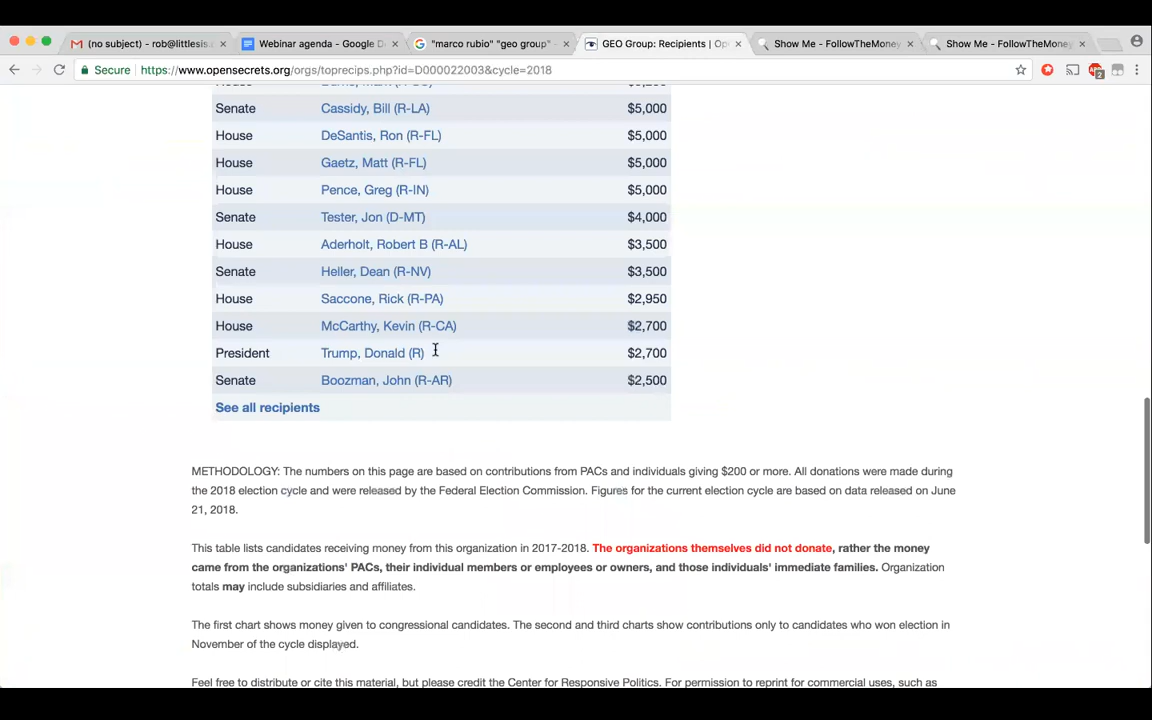 (no subject) - rob@littlesis.
Webinar agenda - Google D
"marco rubio" "geo group" -
GEO Group: Recipients | Op
Show Me - FollowTheMoney
Show Me - FollowTheMoney
Secure https://www.opensecrets.org/orgs/toprecips.php?id=D000022003&cycle=2018
Senate Cassidy, Bill (R-LA) $5,000
House DeSantis, Ron (R-FL) $5,000
House Gaetz, Matt (R-FL) $5,000
House Pence, Greg (R-IN) $5,000
Senate Tester, Jon (D-MT) $4,000
House Aderholt, Robert B (R-AL) $3,500
Senate Heller, Dean (R-NV) $3,500
House Saccone, Rick (R-PA) $2,950
House McCarthy, Kevin (R-CA) $2,700
President Trump, Donald (R) $2,700
Senate Boozman, John (R-AR) $2,500
See all recipients
METHODOLOGY: The numbers on this page are based on contributions from PACs and individuals giving $200 or more. All donations were made during
the 2018 election cycle and were released by the Federal Election Commission. Figures for the current election cycle are based on data released on June
21, 2018.
This table lists candidates receiving money from this organization in 2017-2018. The organizations themselves did not donate, rather the money
came from the organizations' PACs, their individual members or employees or owners, and those individuals' immediate families. Organization
totals may include subsidiaries and affiliates.
The first chart shows money given to congressional candidates. The second and third charts show contributions only to candidates who won election in
November of the cycle displayed.
Feel free to distribute or cite this material, but please credit the Center for Responsive Politics. For permission to reprint for commercial uses, such as